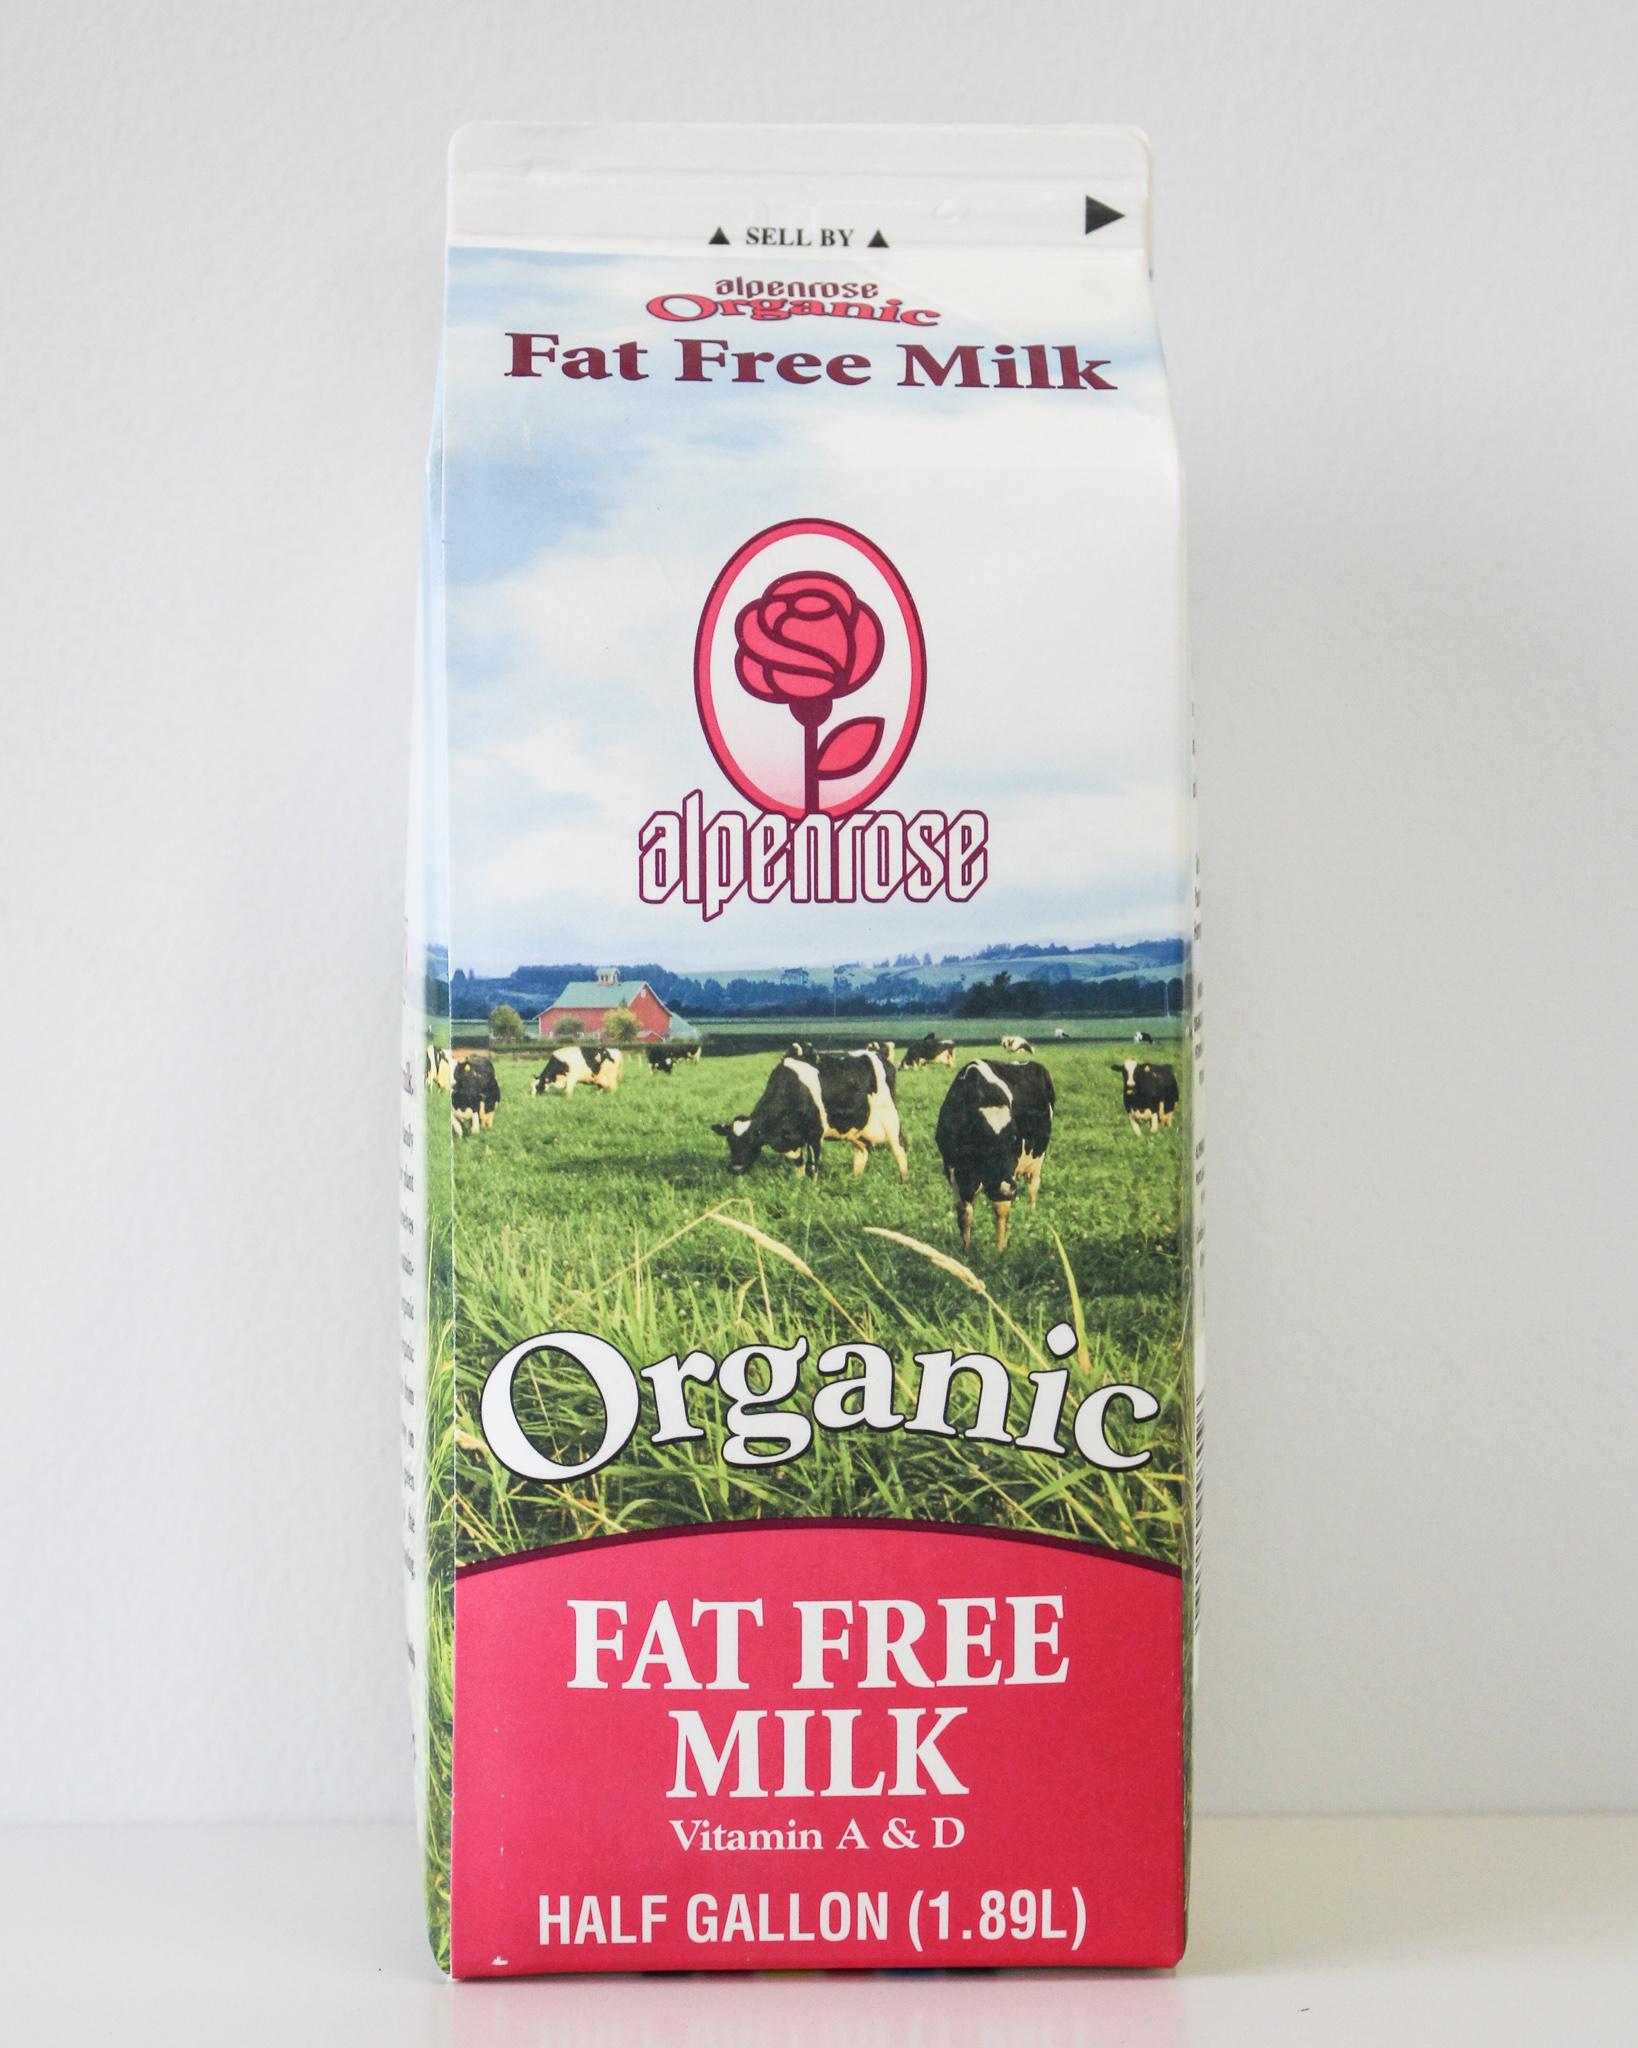 ▲ SELL BY ▲
alpenrose
Organic
Fat Free Milk
alpenrose
Organic
FAT FREE
MILK
Vitamin A & D
HALF GALLON (1.89L)